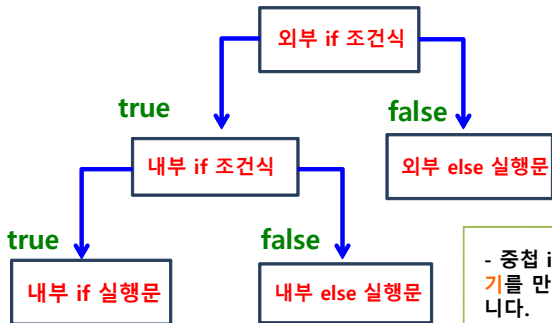 외부 if 조건식
true
false
내부 if 조건식
외부 else 실행문
true
false
내부 if 실행문
내부 else 실행문
- 중첩 i
기를 만
니다.